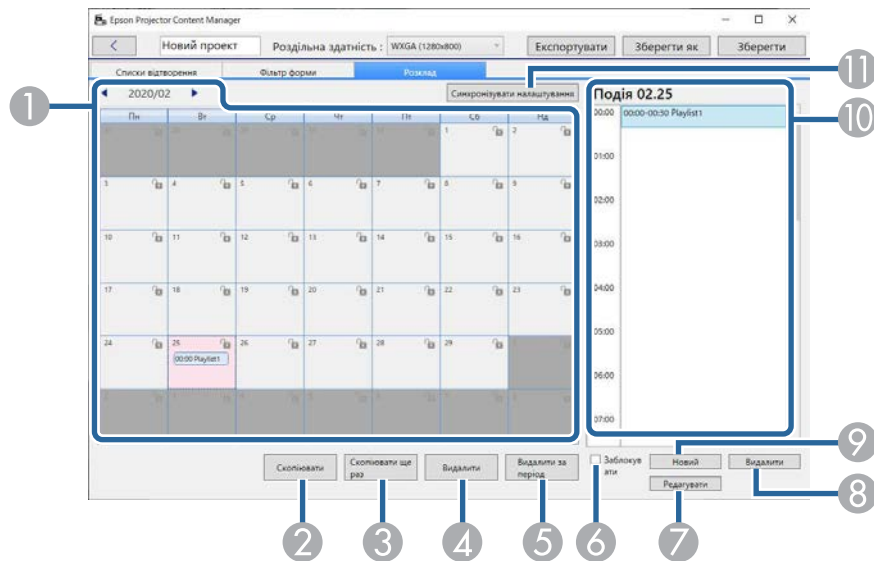 Epson Projector Content Manager
Новий проект Роздільна здатність : WXGA (1280x800) Експортувати Зберегти як Зберегти
Списки відтворення Фільтр форми Розклад
2020/02 Синхронізувати налаштування
Пн Вт Ср Чт Пт Сб Нд
1 2
3 4 5 6 7 8 9
10 11 12 13 14 15 16
17 18 19 20 21 22 23
24 25 26 27 28 29
00:00 Playlist1
Подія 02.25
00:00 00:00-00:30 Playlist1
01:00
02:00
03:00
04:00
05:00
06:00
07:00
Скопіювати
Скопіювати ще
раз
Видалити
Видалити за
період
Заблокув
ати
Новий
Видалити
Редагувати
1
2
3
4
5
6
7
8
9
10
11